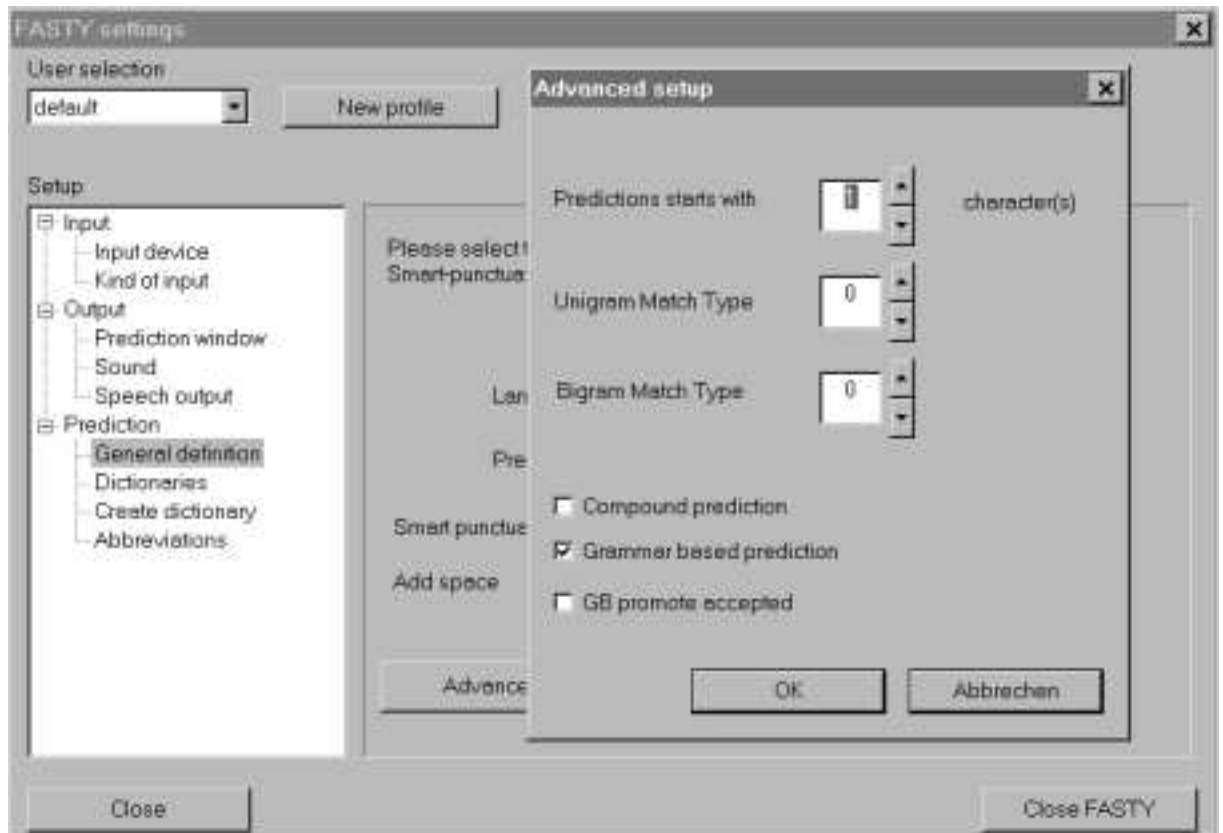 FASTY settings
User selection
default
New profile
Setup
Input
Input device
Kind of input
Output
Prediction window
Sound
Speech output
Prediction
General definition
Dictionaries
Create dictionary
Abbreviations
Please select t
Smart-punctua
Lan
Pre
Smart punctua
Add space
Advance
Advanced setup
Predictions starts with
character(s)
Unigram Match Type 0
Bigram Match Type 0
Compound prediction
Grammar based prediction
GB promote accepted
OK Abbrechen
Close
Close FASTY